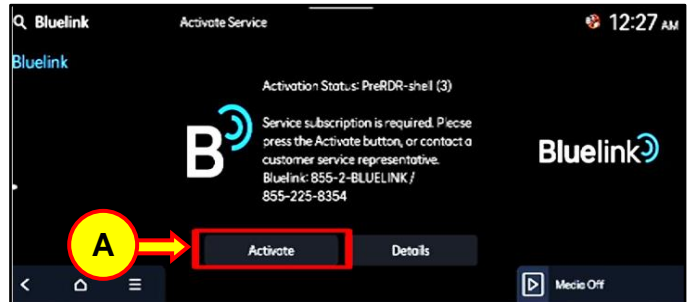 Bluelink
Activate Service
12:27 AM
Bluelink
Activation Status: PreRDR-shell (3)
Service subscription is required. Please
press the Activate button, or contact a
customer service representative.
Bluelink: 855-2-BLUELINK /
855-225-8354
B
Bluelink
A
Activate
Details
Media Off